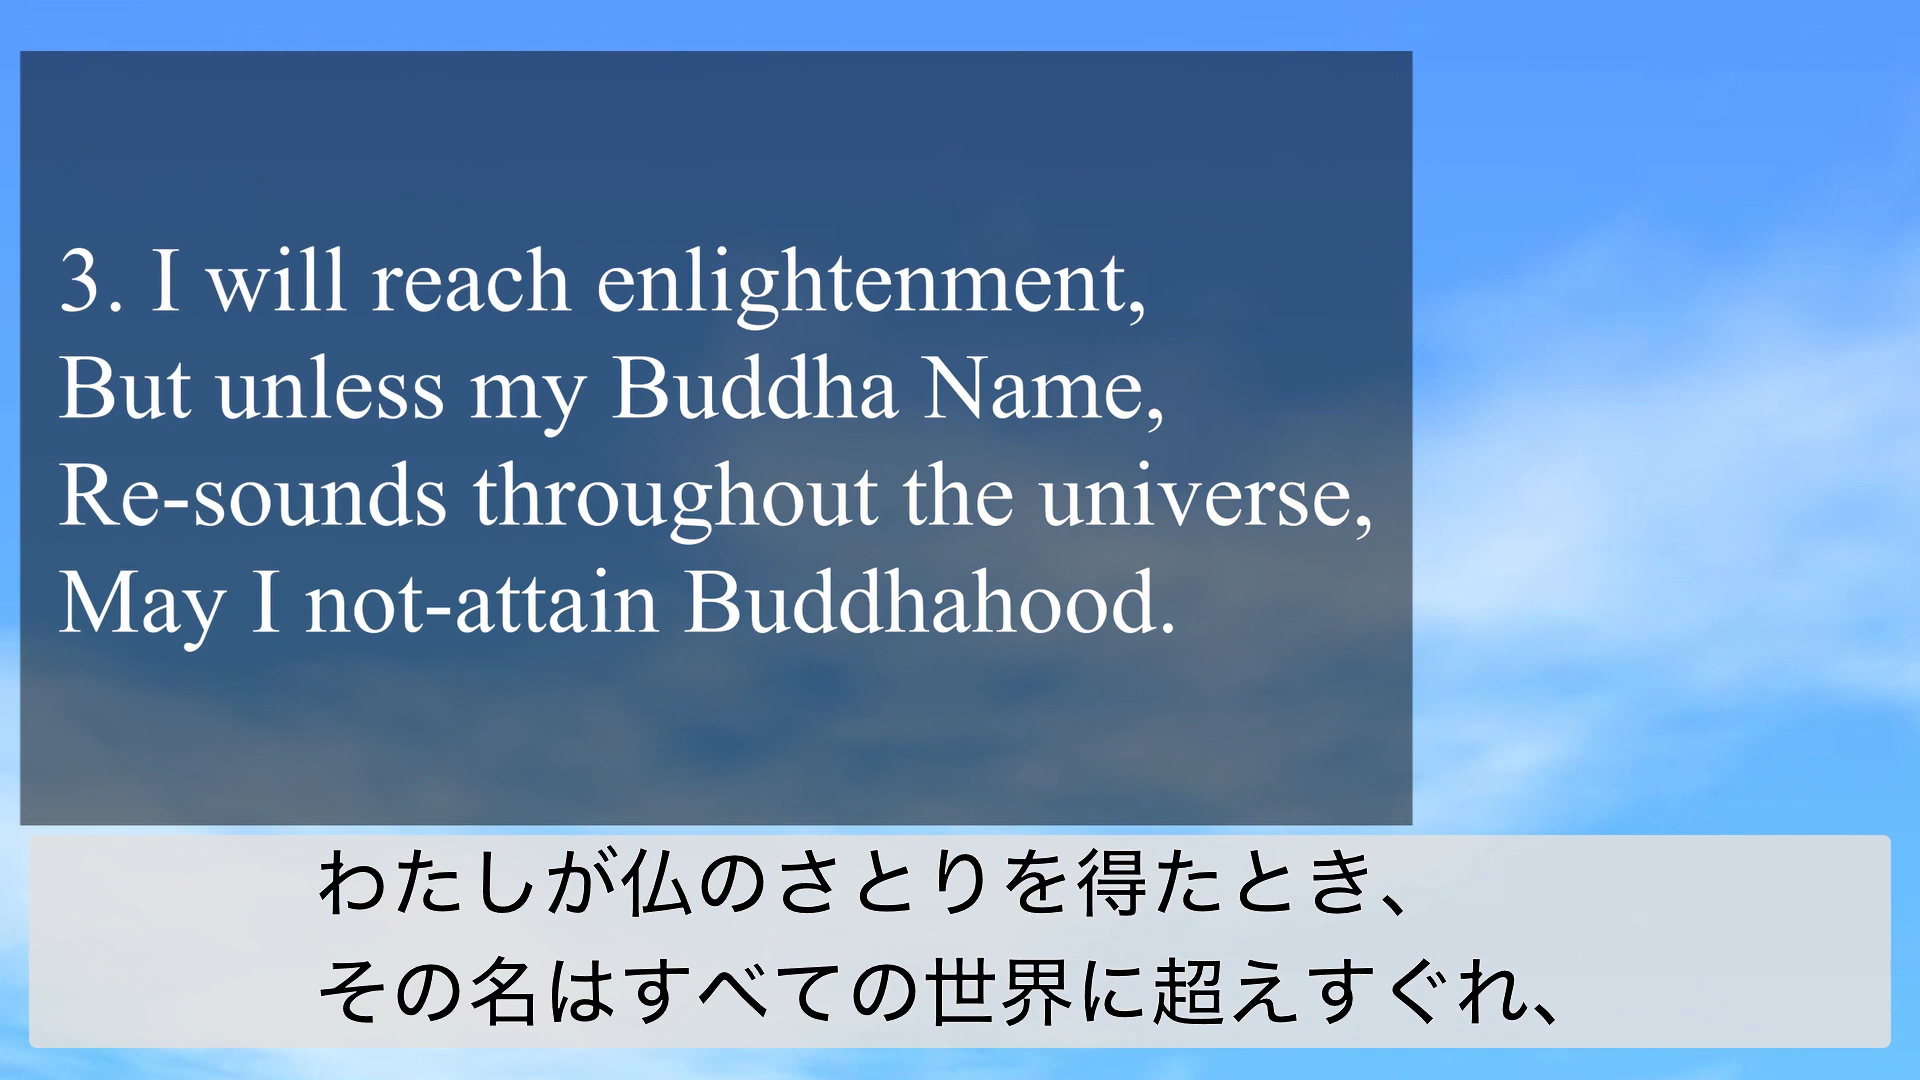 3. I will reach enlightenment,
But unless my Buddha Name,
Re-sounds throughout the universe,
May I not-attain Buddhahood.
わたしが仏のさとりを得たとき、
その名はすべての世界に超えすぐれ、